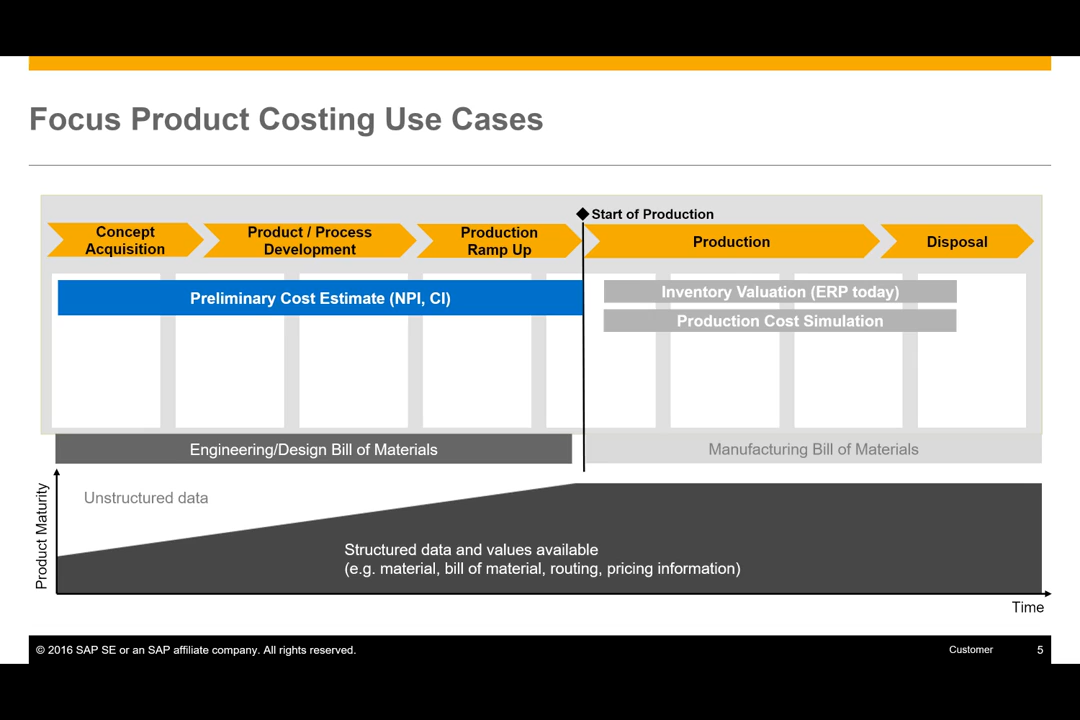 Focus Product Costing Use Cases
Start of Production
Concept
Acquisition
Product / Process
Development
Production
Ramp Up
Production
Disposal
Preliminary Cost Estimate (NPI, CI)
Inventory Valuation (ERP today)
Production Cost Simulation
Engineering/Design Bill of Materials
Manufacturing Bill of Materials
Product Maturity
Unstructured data
Structured data and values available
(e.g. material, bill of material, routing, pricing information)
Time
© 2016 SAP SE or an SAP affiliate company. All rights reserved.
Customer
5